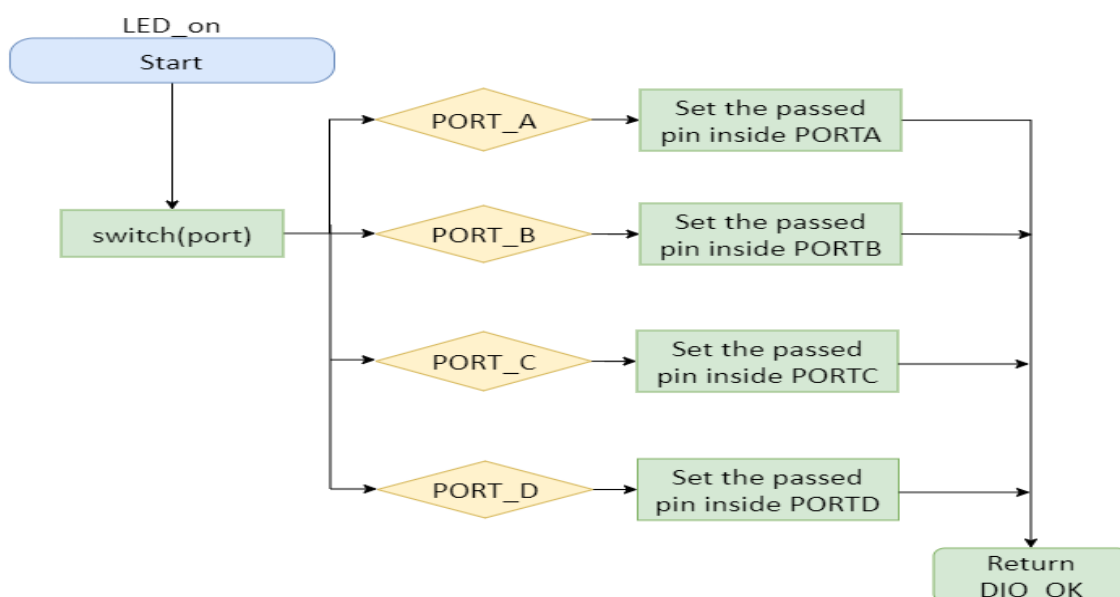 LED_on
Start
switch(port)
PORT_A
Set the passed
pin inside PORTA
PORT_B
Set the passed
pin inside PORTB
PORT_C
Set the passed
pin inside PORTC
PORT_D
Set the passed
pin inside PORTD
Return
DIO_OK